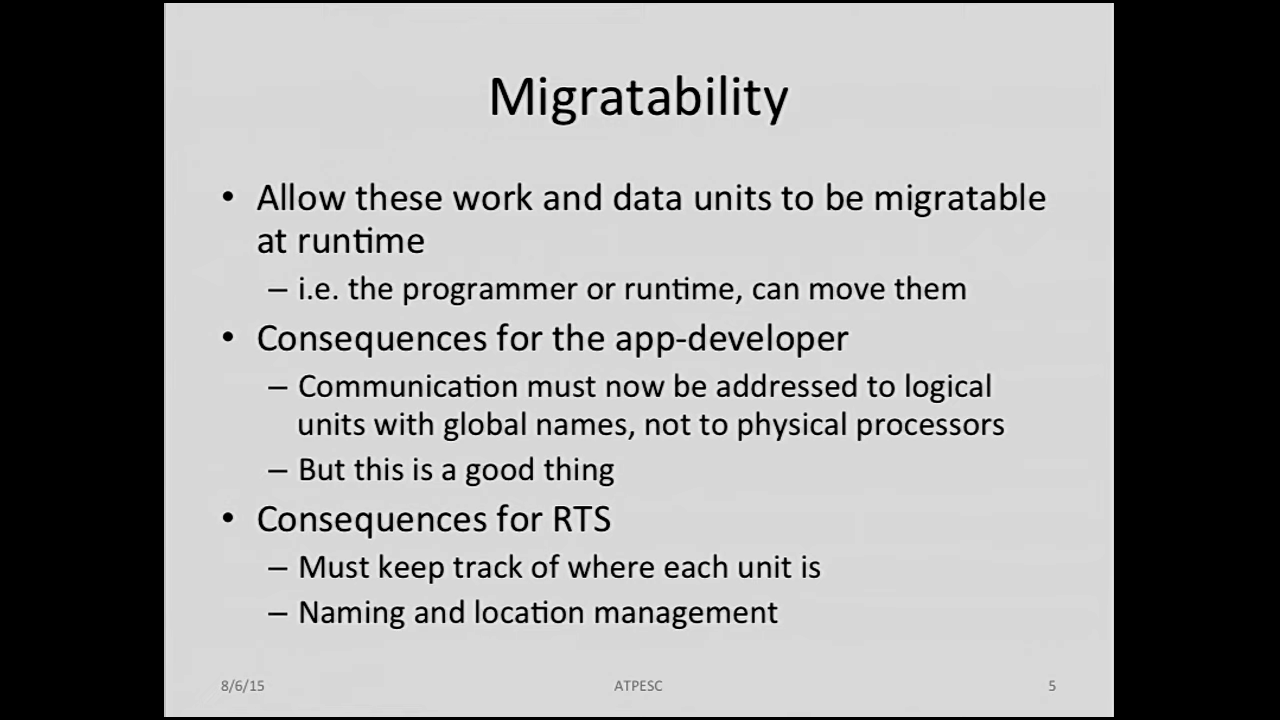 Migratability
• Allow these work and data units to be migratable
at runtime
– i.e. the programmer or runtime, can move them
• Consequences for the app-developer
– Communication must now be addressed to logical
units with global names, not to physical processors
– But this is a good thing
• Consequences for RTS
– Must keep track of where each unit is
– Naming and location management
8/6/15 ATPESC 5